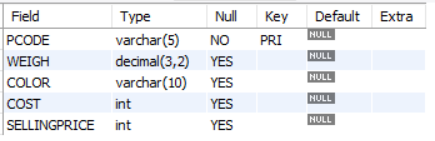 Field Type Null Key Default Extra
PCODE varchar(5) NO PRI NULL
WEIGH decimal(3,2) YES NULL
COLOR varchar(10) YES NULL
COST int YES NULL
SELLINGPRICE int YES NULL